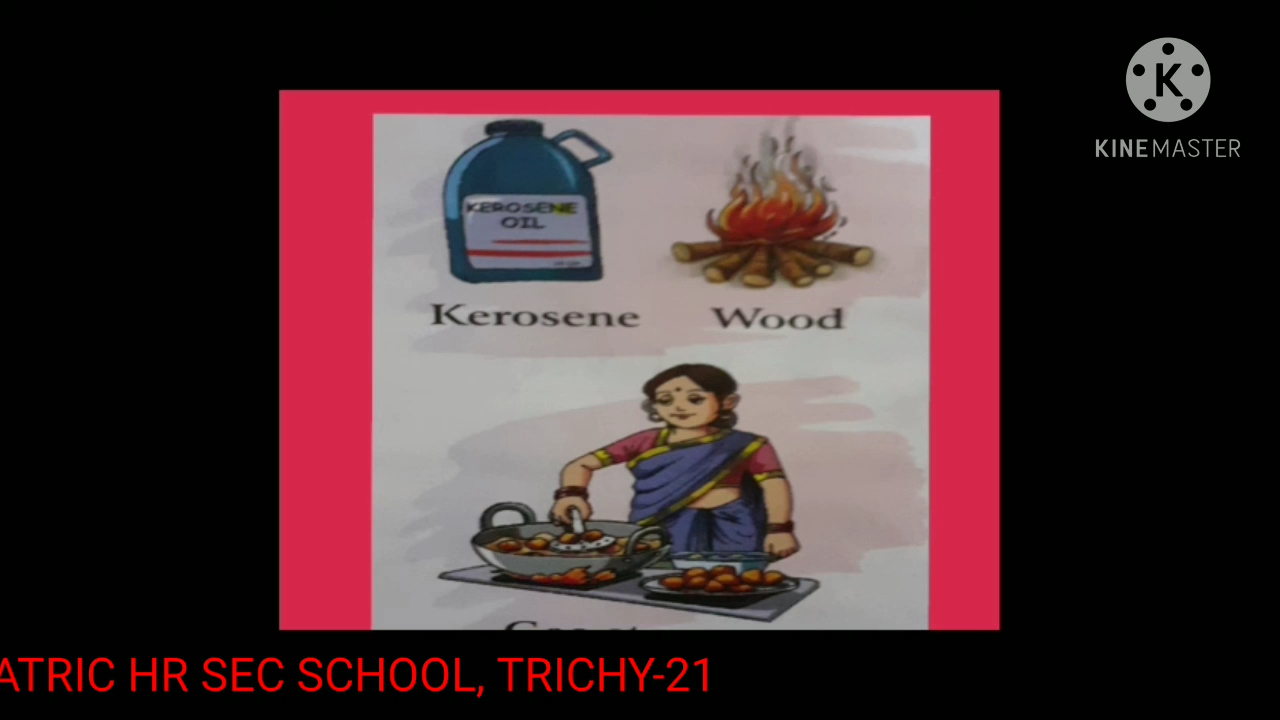 KINEMASTER
KEROSENE
OIL
Kerosene
Wood
ATRIC HR SEC SCHOOL, TRICHY-21